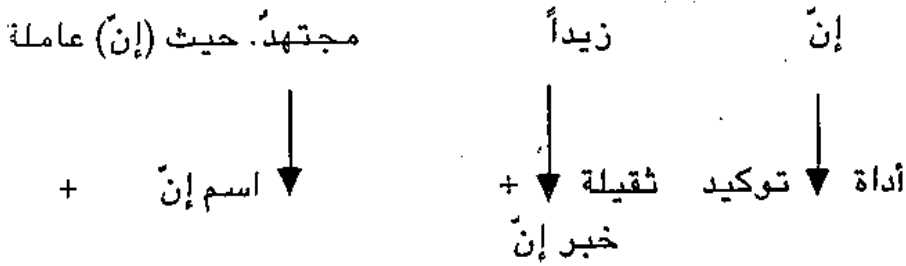 إنّ زيداً مجتهدٌ. حيث (إنّ) عاملة
أداة توكيد ثقيلة + اسم إنّ +
خبر إنّ